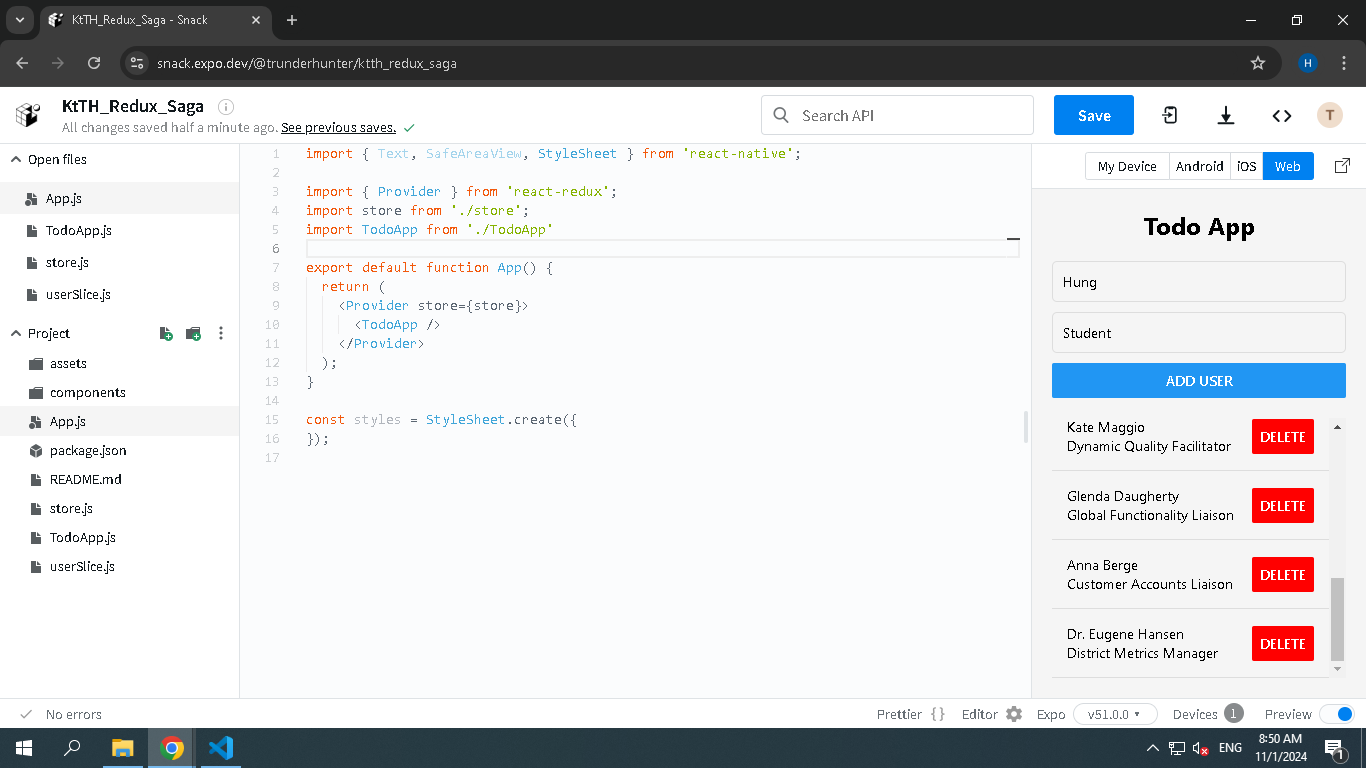 KtTH_Redux_Saga - Snack
snack.expo.dev/@trunderhunter/ktth_redux_saga
H
KtTH_Redux_Saga
All changes saved half a minute ago. See previous saves.
Search API
Save
T
Open files
App.js
TodoApp.js
store.js
userSlice.js
Project
assets
components
App.js
package.json
README.md
store.js
TodoApp.js
userSlice.js
1 import { Text, SafeAreaView, StyleSheet } from 'react-native';
2
3 import { Provider } from 'react-redux';
4 import store from './store';
5 import TodoApp from './TodoApp'
6
7 export default function App() {
8 return (
9 <Provider store={store}>
10 <TodoApp />
11 </Provider>
12 );
13 }
14
15 const styles = StyleSheet.create({
16 });
17
My Device Android iOS Web
Todo App
Hung
Student
ADD USER
Kate Maggio
Dynamic Quality Facilitator
DELETE
Glenda Daugherty
Global Functionality Liaison
DELETE
Anna Berge
Customer Accounts Liaison
DELETE
Dr. Eugene Hansen
District Metrics Manager
DELETE
No errors
Prettier {} Editor Expo v51.0.0 Devices 1 Preview
ENG
8:50 AM
11/1/2024
1